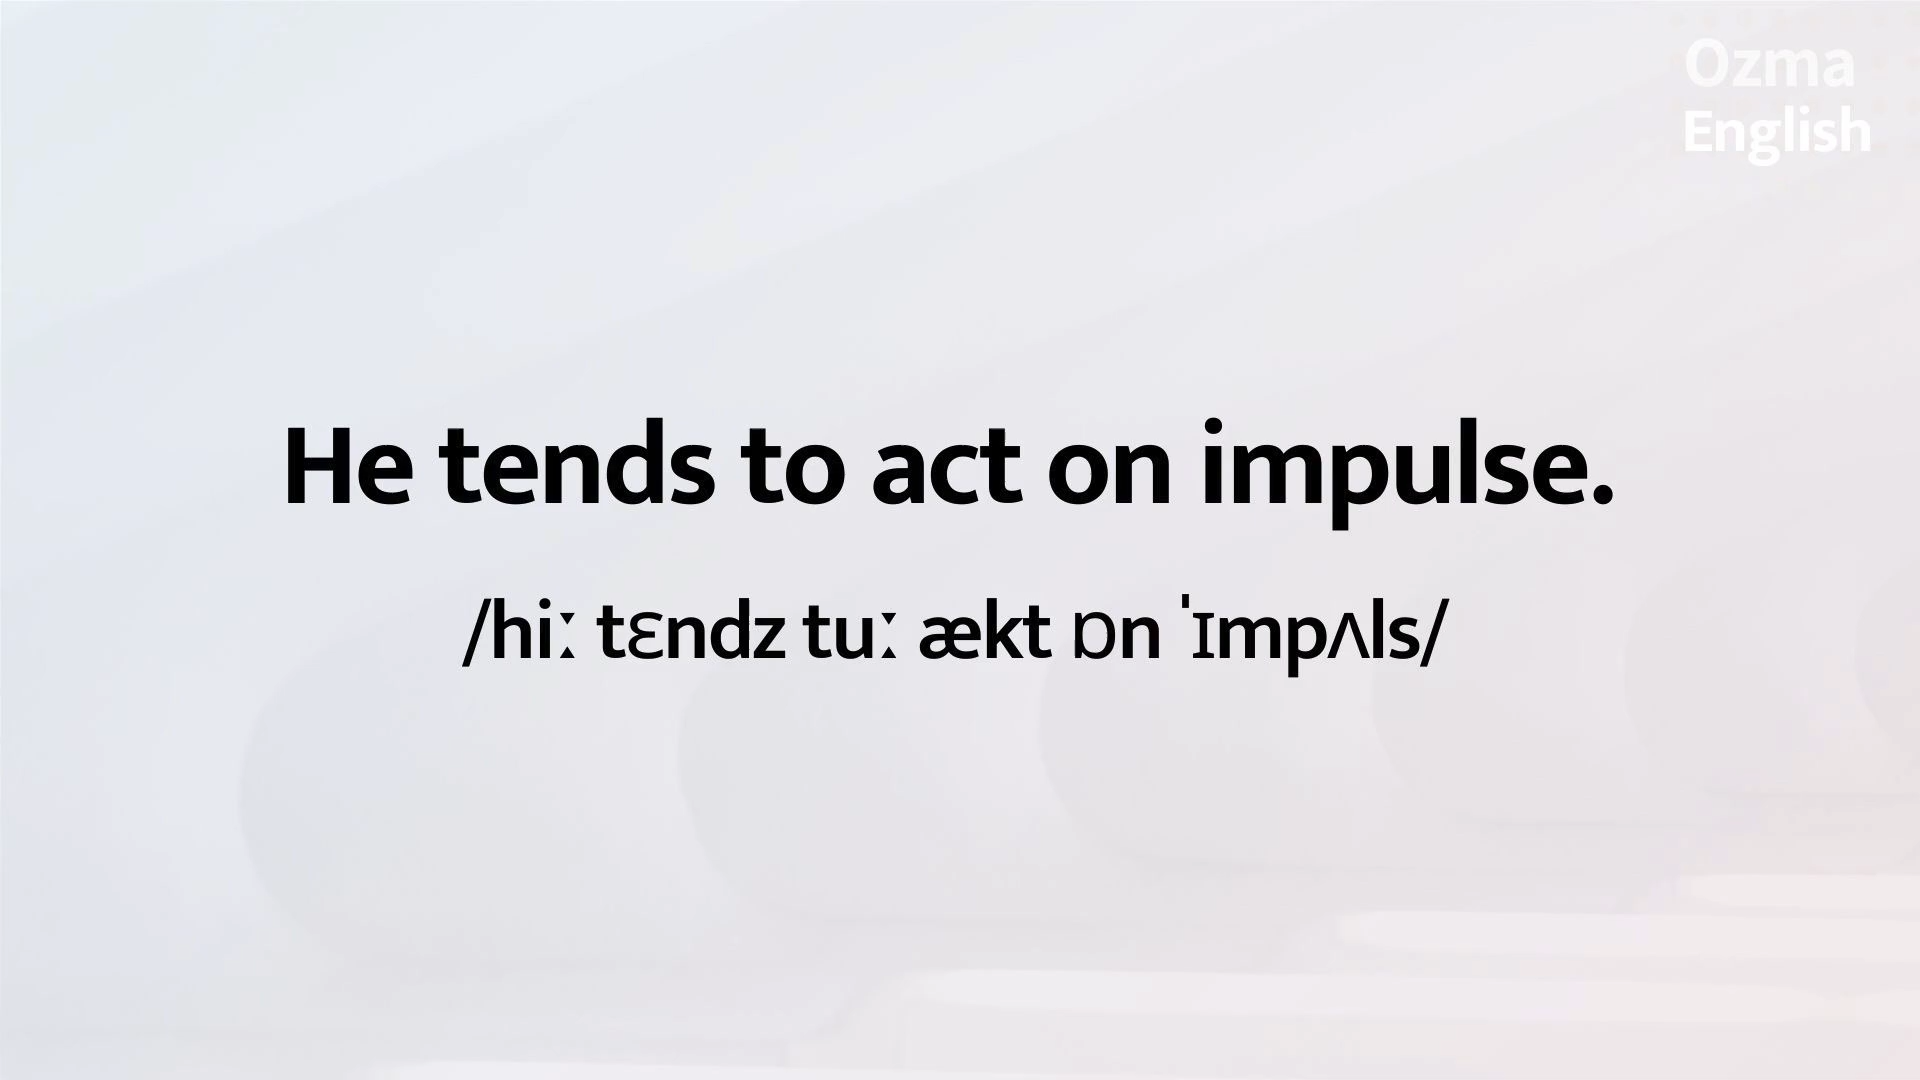 Ozma
English
He tends to act on impulse.
/hiː tɛndz tuː ækt ɒn ˈɪmpʌls/